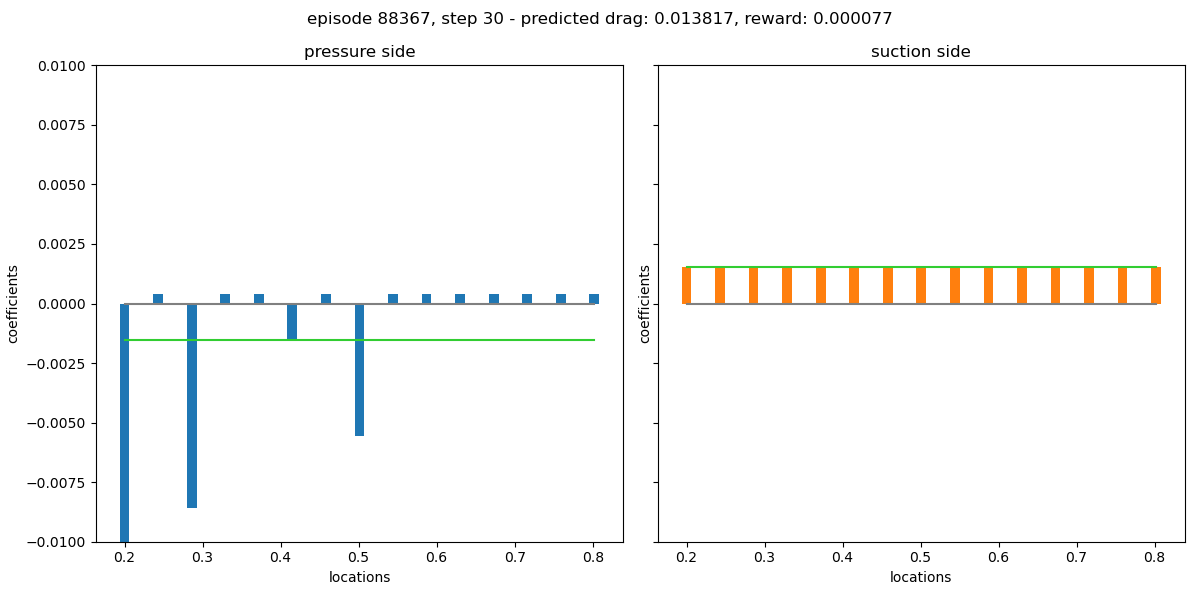 episode 88367, step 30 - predicted drag: 0.013817, reward: 0.000077
pressure side
suction side
0.0100
0.0075
0.0050
0.0025
0.0000
−0.0025
−0.0050
−0.0075
−0.0100
coefficients
coefficients
0.2 0.3 0.4 0.5 0.6 0.7 0.8
0.2 0.3 0.4 0.5 0.6 0.7 0.8
locations
locations